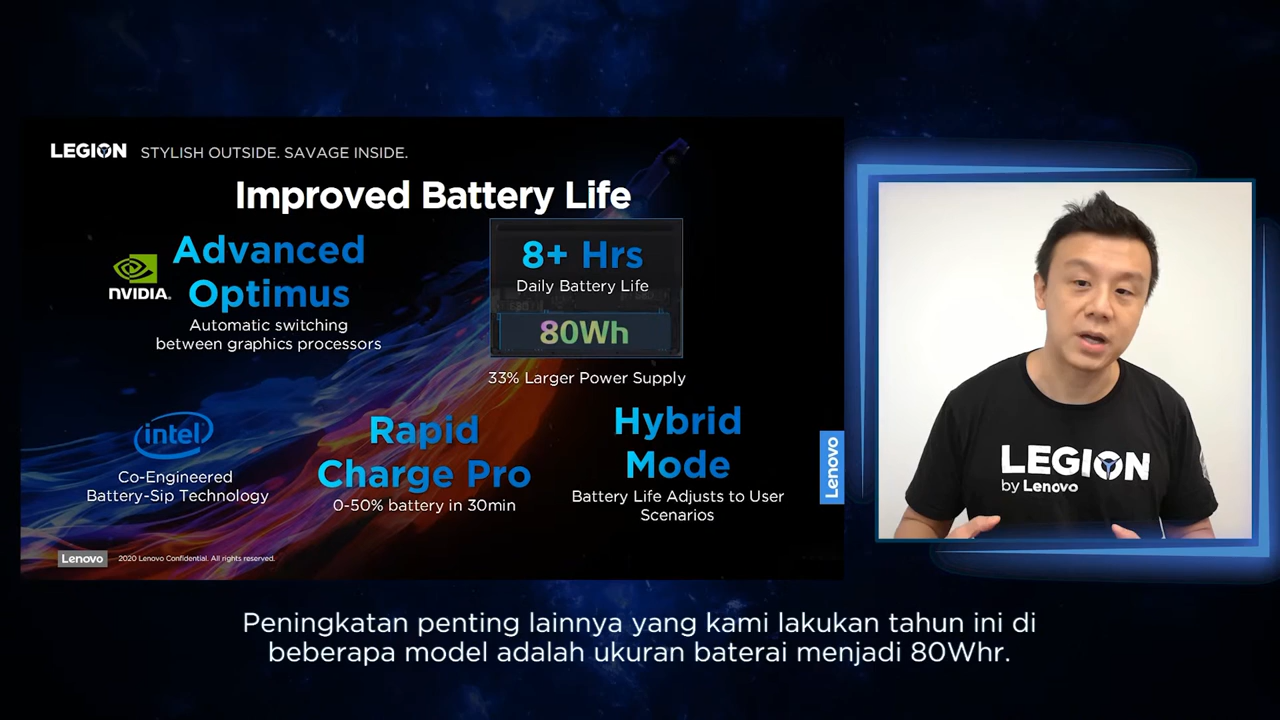 LEGION STYLISH OUTSIDE. SAVAGE INSIDE.
Improved Battery Life
NVIDIA.
Advanced
Optimus
Automatic switching
between graphics processors
8+ Hrs
Daily Battery Life
80Wh
33% Larger Power Supply
intel
Co-Engineered
Battery-Sip Technology
Rapid
Charge Pro
0-50% battery in 30min
Hybrid
Mode
Battery Life Adjusts to User
Scenarios
Lenovo
Lenovo 2020 Lenovo Confidential. All rights reserved.
LEGION
by Lenovo
Peningkatan penting lainnya yang kami lakukan tahun ini di
beberapa model adalah ukuran baterai menjadi 80Whr.